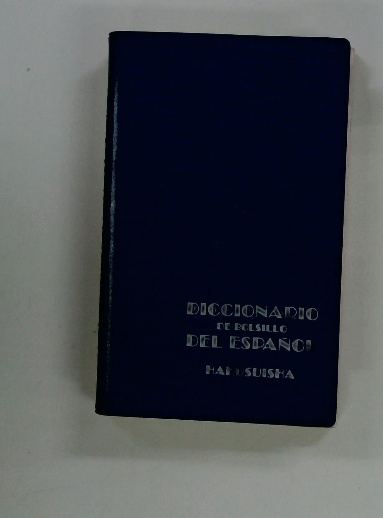 DICCIONARIO
DE BOLSILLO
DEL ESPAÑOL
HAKUSUISHA